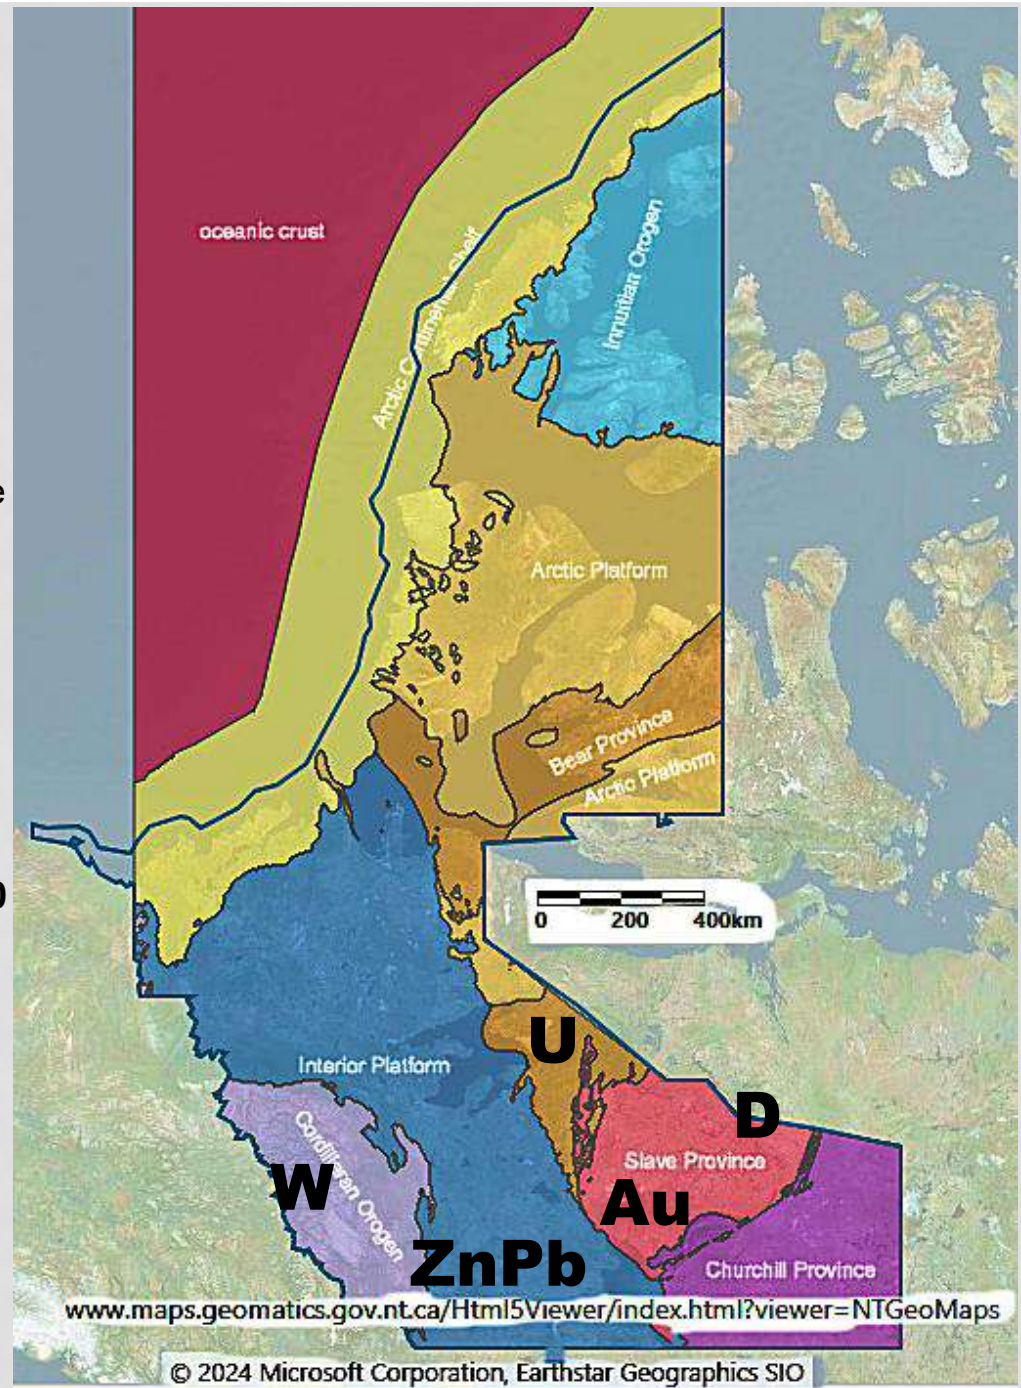 oceanic crust
Innuitian Orogen
Arctic Continental Shelf
e
Arctic Platform
Bear Province
Arctic Platform
0
0 200 400km
U
Interior Platform
D
Cordilleran Orogen
Slave Province
W
Au
ZnPb
Churchill Province
www.maps.geomatics.gov.nt.ca/Html5Viewer/index.html?viewer=NTGeoMaps
© 2024 Microsoft Corporation, Earthstar Geographics SIO